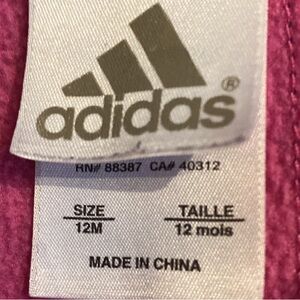 adidas®
RN# 88387 CA# 40312
SIZE TAILLE
12M 12 mois
MADE IN CHINA